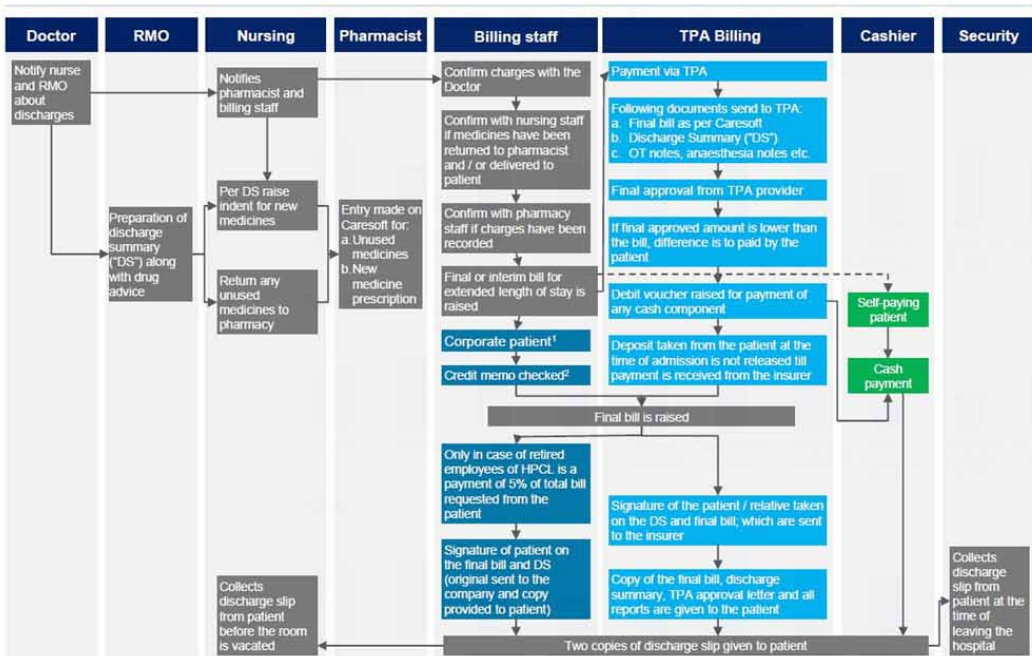 Doctor
RMO
Nursing
Pharmacist
Billing staff
TPA Billing
Cashier
Security
Notify nurse
and RMO
about
discharges
Preparation of
discharge
summary
("DS") along
with drug
advice
Notifies
pharmacist and
billing staff
Per DS raise
indent for new
medicines
Return any
unused
medicines to
pharmacy
Collects
discharge slip
from patient
before the room
is vacated
Entry made on
Caresoft for:
a. Unused
medicines
b. New
medicine
prescription
Confirm charges with the
Doctor
Confirm with nursing staff
if medicines have been
returned to pharmacist
and / or delivered to
patient
Confirm with pharmacy
staff if charges have been
recorded
Final or interim bill for
extended length of stay is
raised
Corporate patient¹
Credit memo checked²
Payment via TPA
Following documents send to TPA:
a. Final bill as per Caresoft
b. Discharge Summary ("DS")
c. OT notes, anaesthesia notes etc.
Final approval from TPA provider
If final approved amount is lower than
the bill, difference is to paid by the
patient
Debit voucher raised for payment of
any cash component
Deposit taken from the patient at the
time of admission is not released till
payment is received from the insurer
Self-paying
patient
Cash
payment
Final bill is raised
Only in case of retired
employees of HPCL is a
payment of 5% of total bill
requested from the
patient
Signature of patient on
the final bill and DS
(original sent to the
company and copy
provided to patient)
Signature of the patient / relative taken
on the DS and final bill; which are sent
to the insurer
Copy of the final bill, discharge
summary, TPA approval letter and all
reports are given to the patient
Two copies of discharge slip given to patient
Collects
discharge
slip from
patient at
the time of
leaving the
hospital